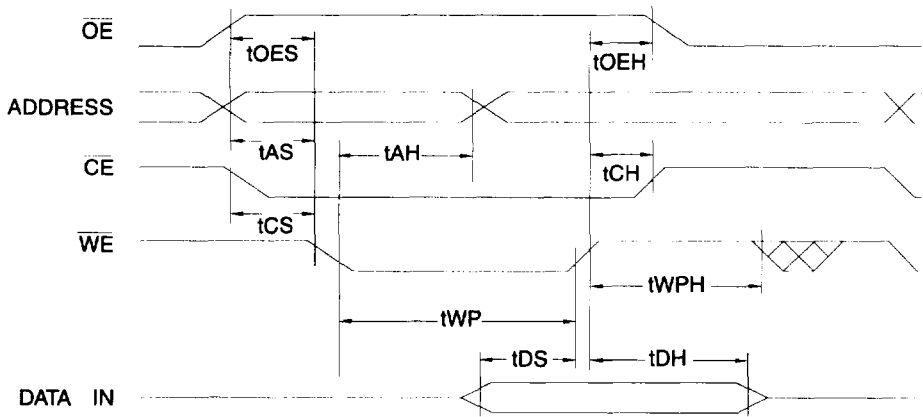 OE
tOES
tOEH
ADDRESS
tAS
tAH
tCH
CE
tCS
WE
tWPH
tWP
tDS
tDH
DATA IN